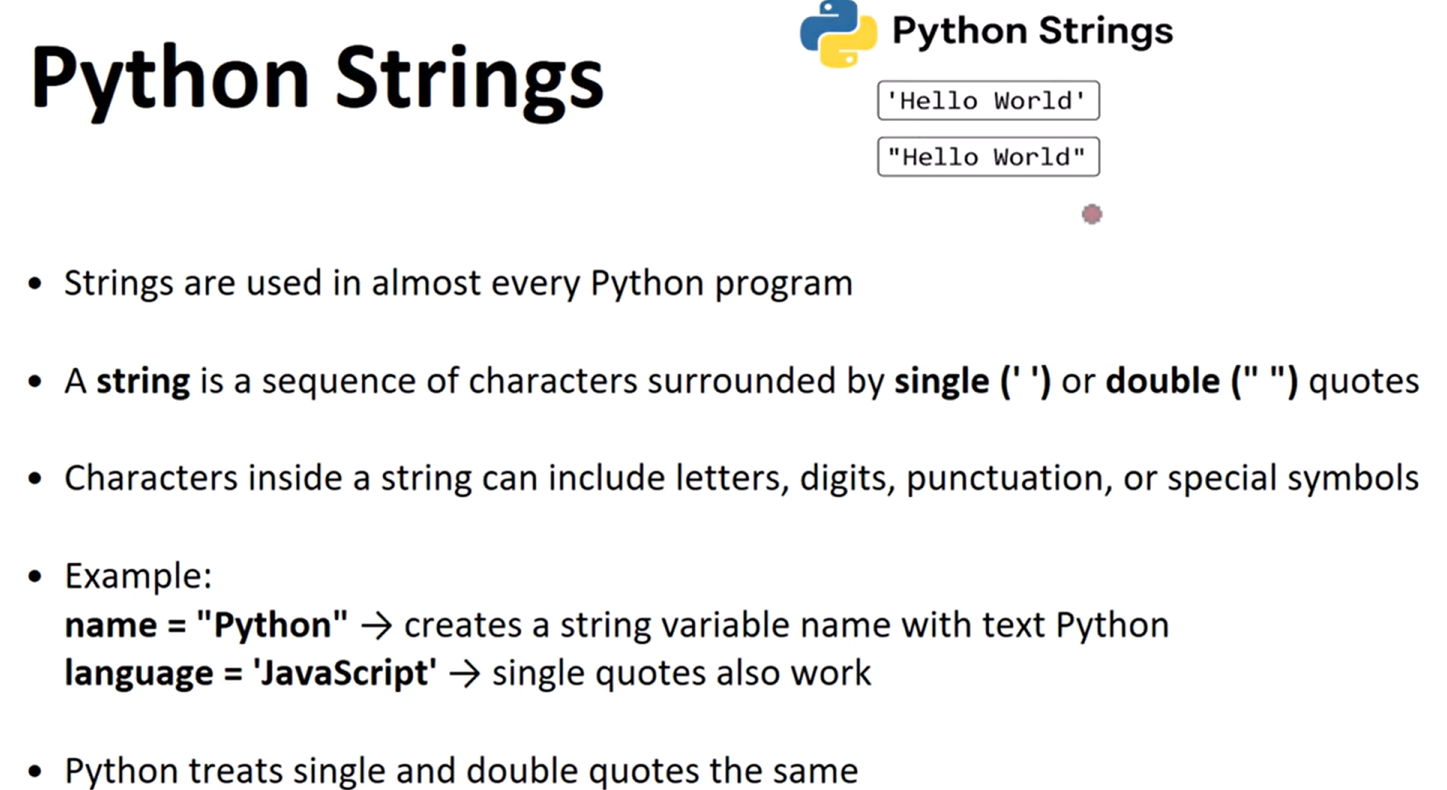 Python Strings
Python Strings
'Hello World'
"Hello World"
• Strings are used in almost every Python program
• A string is a sequence of characters surrounded by single (' ') or double (" ") quotes
• Characters inside a string can include letters, digits, punctuation, or special symbols
• Example:
name = "Python" → creates a string variable name with text Python
language = 'JavaScript' → single quotes also work
• Python treats single and double quotes the same